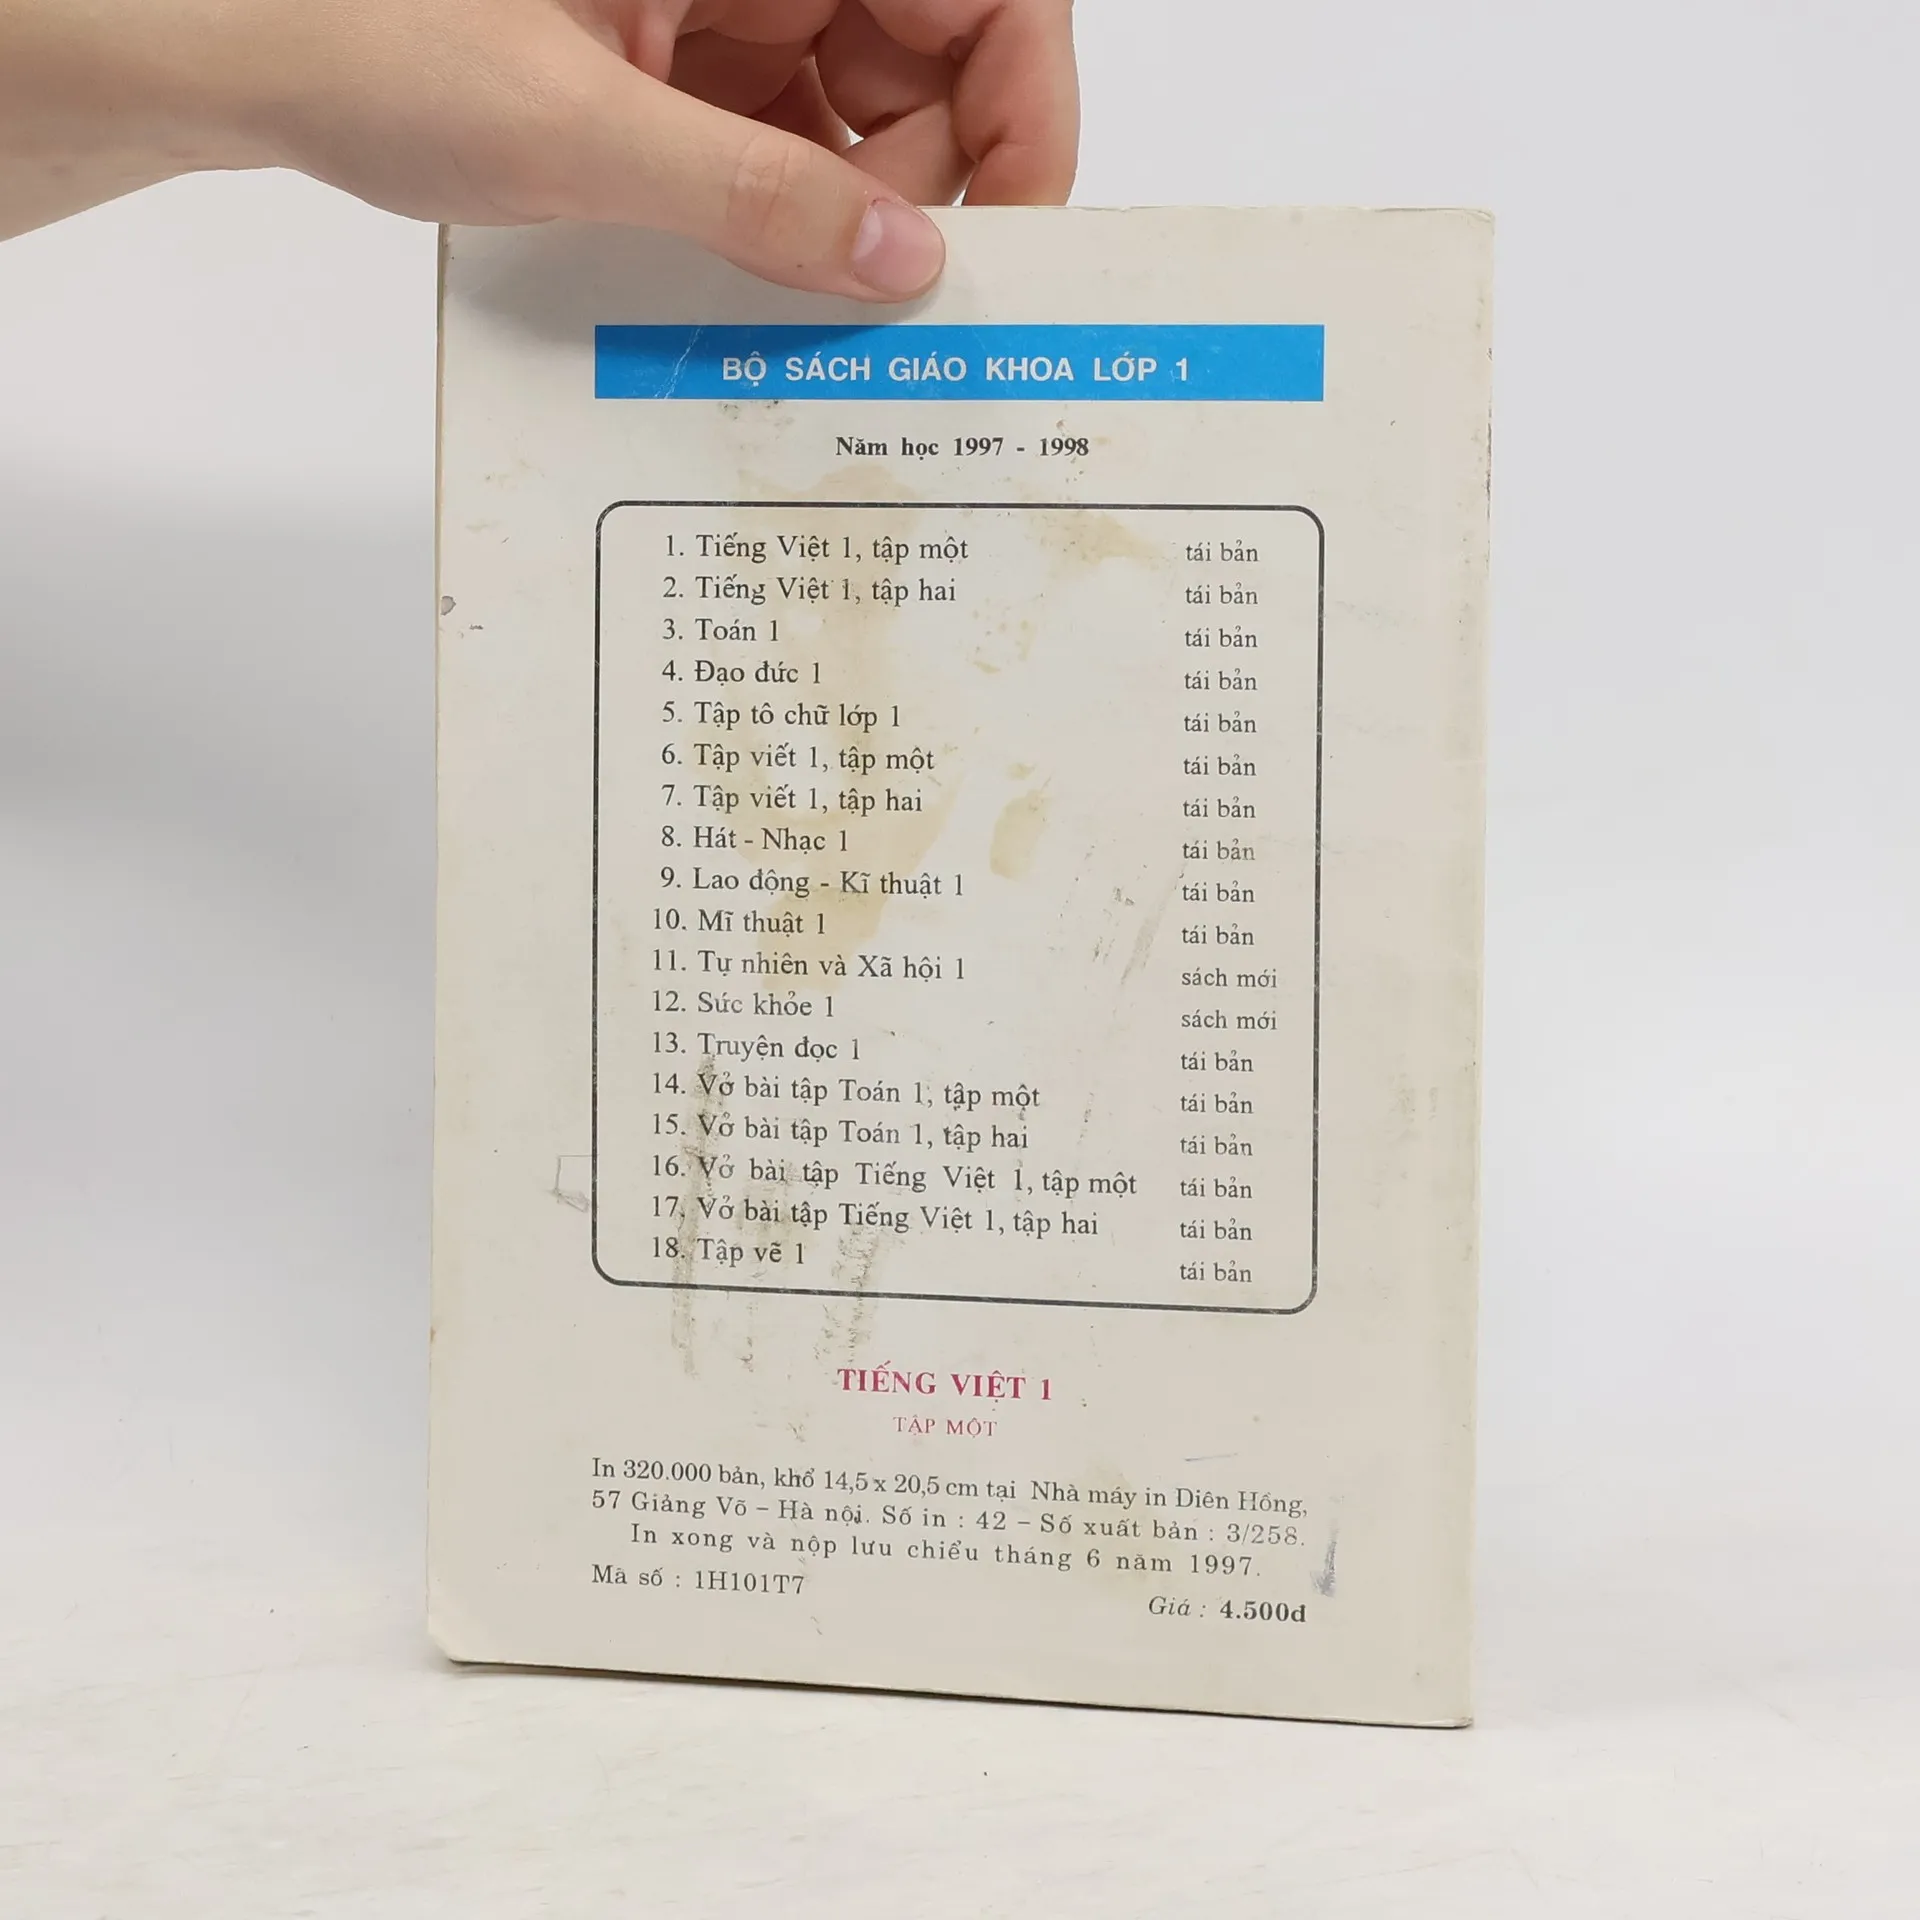 BỘ SÁCH GIÁO KHOA LỚP 1
Năm học 1997 - 1998
1. Tiếng Việt 1, tập một tái bản
2. Tiếng Việt 1, tập hai tái bản
3. Toán 1 tái bản
4. Đạo đức 1 tái bản
5. Tập tô chữ lớp 1 tái bản
6. Tập viết 1, tập một tái bản
7. Tập viết 1, tập hai tái bản
8. Hát - Nhạc 1 tái bản
9. Lao động - Kĩ thuật 1 tái bản
10. Mĩ thuật 1 tái bản
11. Tự nhiên và Xã hội 1 sách mới
12. Sức khỏe 1 sách mới
13. Truyện đọc 1 tái bản
14. Vở bài tập Toán 1, tập một tái bản
15. Vở bài tập Toán 1, tập hai tái bản
16. Vở bài tập Tiếng Việt 1, tập một tái bản
17. Vở bài tập Tiếng Việt 1, tập hai tái bản
18. Tập vẽ 1 tái bản
TIẾNG VIỆT 1
TẬP MỘT
In 320.000 bản, khổ 14,5 x 20,5 cm tại Nhà máy in Diên Hồng,
57 Giảng Võ – Hà nội. Số in : 42 – Số xuất bản : 3/258.
In xong và nộp lưu chiểu tháng 6 năm 1997.
Mã số : 1H101T7
Giá : 4.500đ